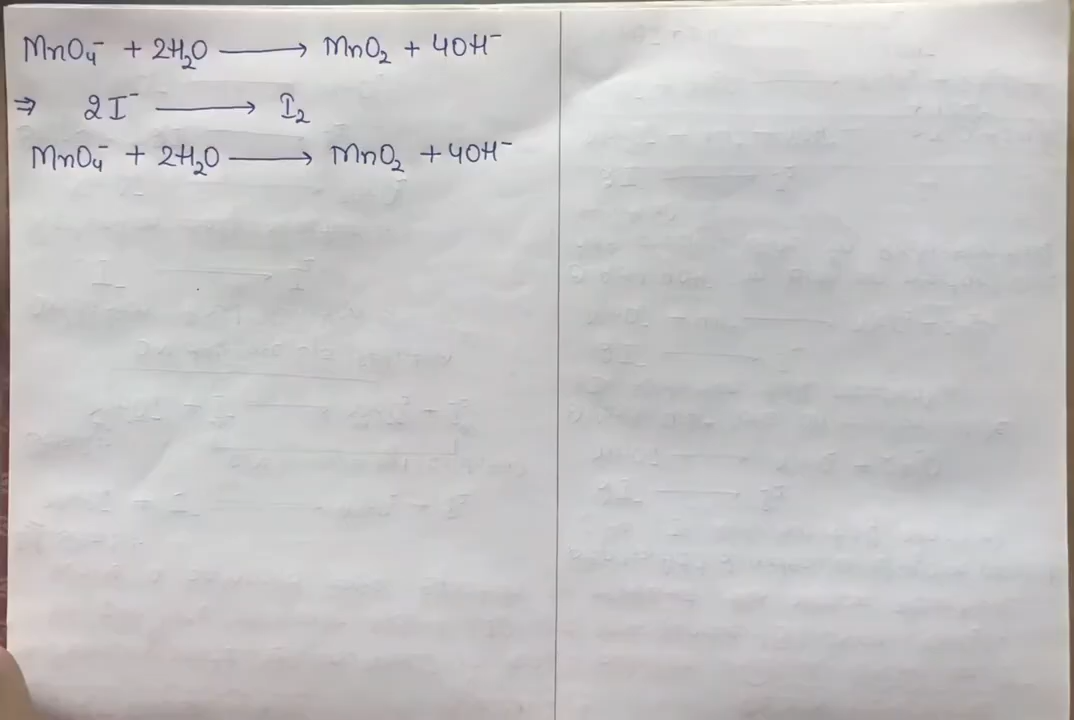 MnO₄⁻ + 2H₂O ⟶ MnO₂ + 4OH⁻
⇒ 2I⁻ ⟶ I₂
MnO₄⁻ + 2H₂O ⟶ MnO₂ + 4OH⁻